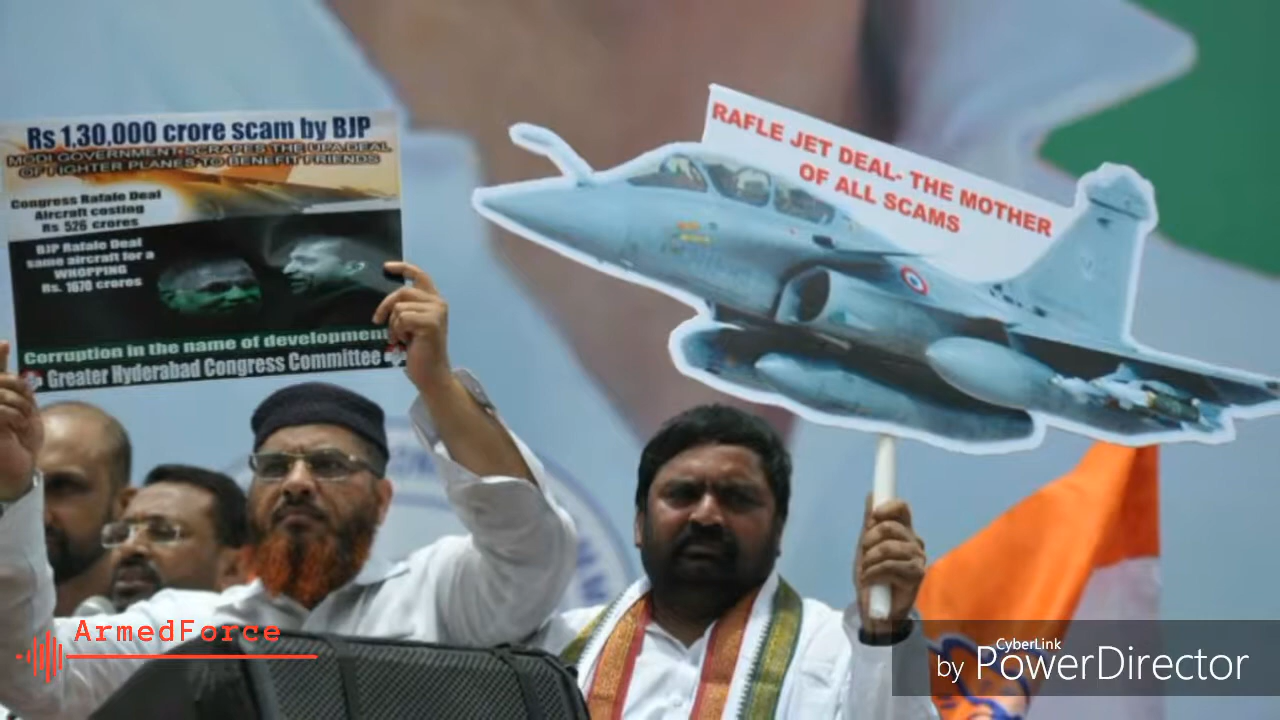 Rs 1,30,000 crore scam by BJP
MODI GOVERNMENT SCRAPES THE UPA DEAL
OF FIGHTER PLANES TO BENEFIT FRIENDS
Congress Rafale Deal
Aircraft costing
Rs 526 crores
BJP Rafale Deal
same aircraft for a
WHOPPING
Rs. 1670 crores
Corruption in the name of development
Greater Hyderabad Congress Committee
RAFLE JET DEAL- THE MOTHER
OF ALL SCAMS
ArmedForce
CyberLink
by PowerDirector